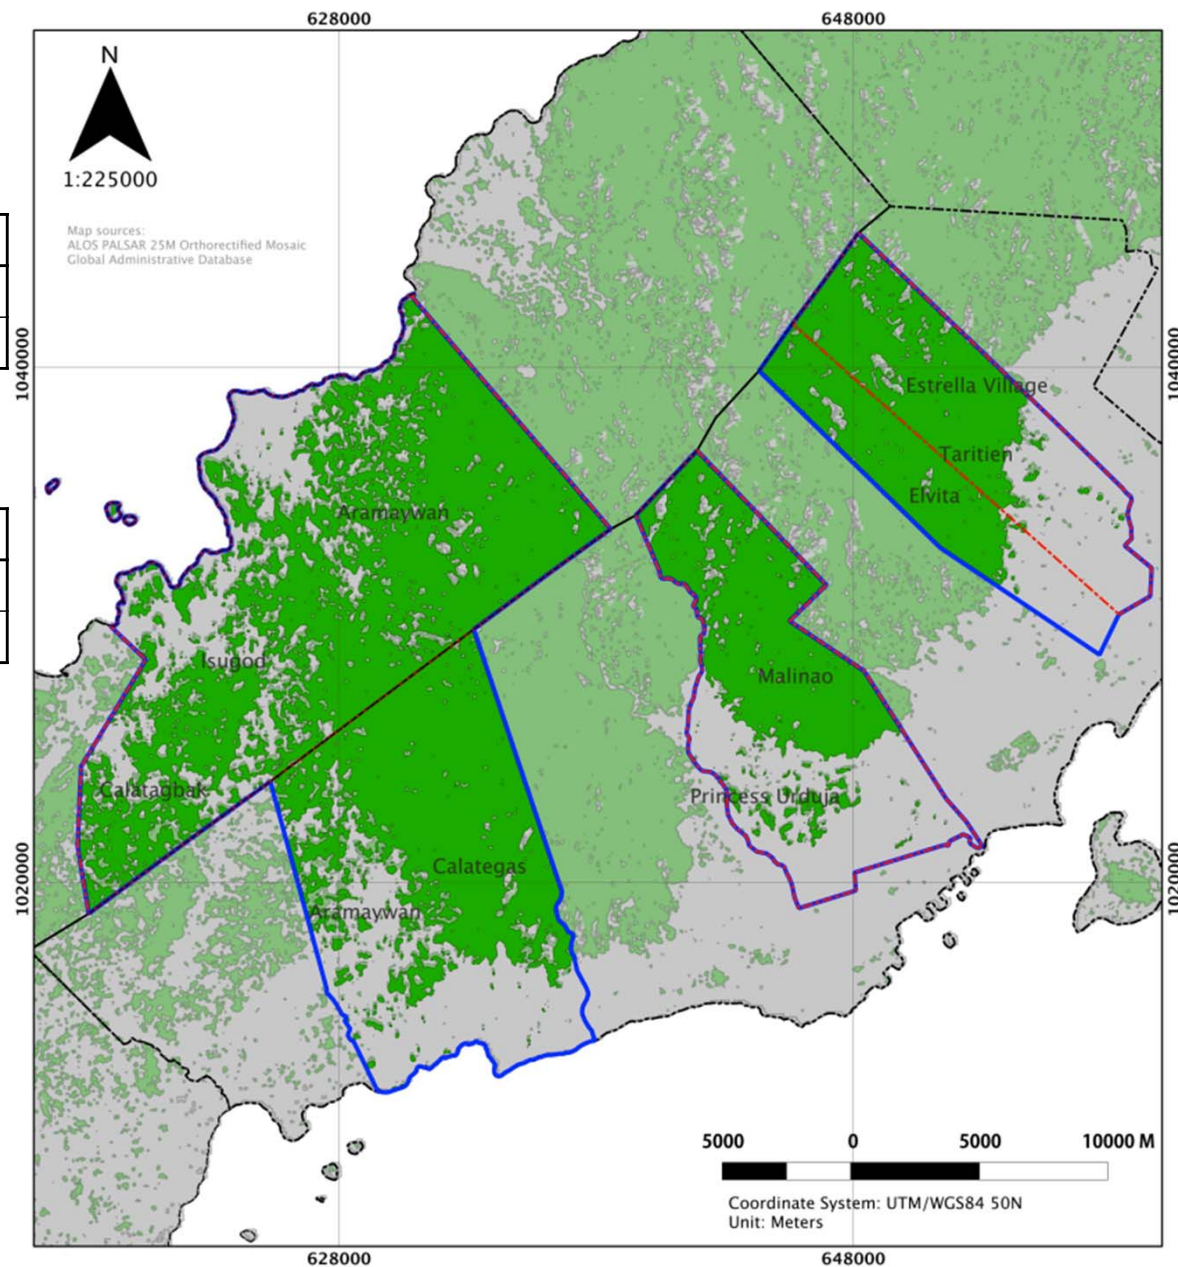 628000
648000
N
1:225000
Map sources:
ALOS PALSAR 25M Orthorectified Mosaic
Global Administrative Database
1040000
1040000
Estrella Village
Taritien
Elvita
Aramaywan
Isugod
Malinao
Calatagbak
Princess Urduja
Calategas
1020000
1020000
Aramaywan
5000
0
5000
10000 M
Coordinate System: UTM/WGS84 50N
Unit: Meters
628000
648000